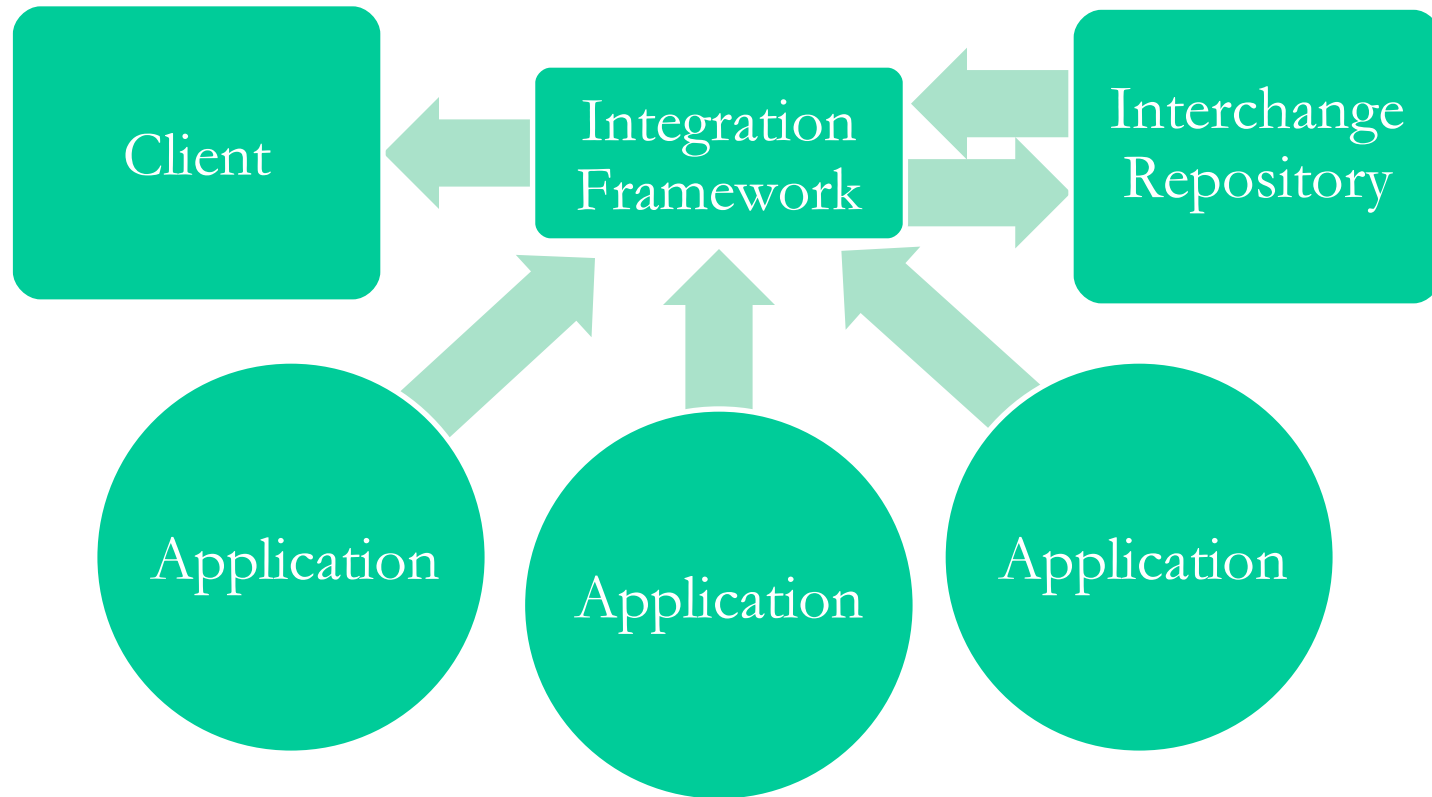 Client
Integration
Framework
Interchange
Repository
Application
Application
Application